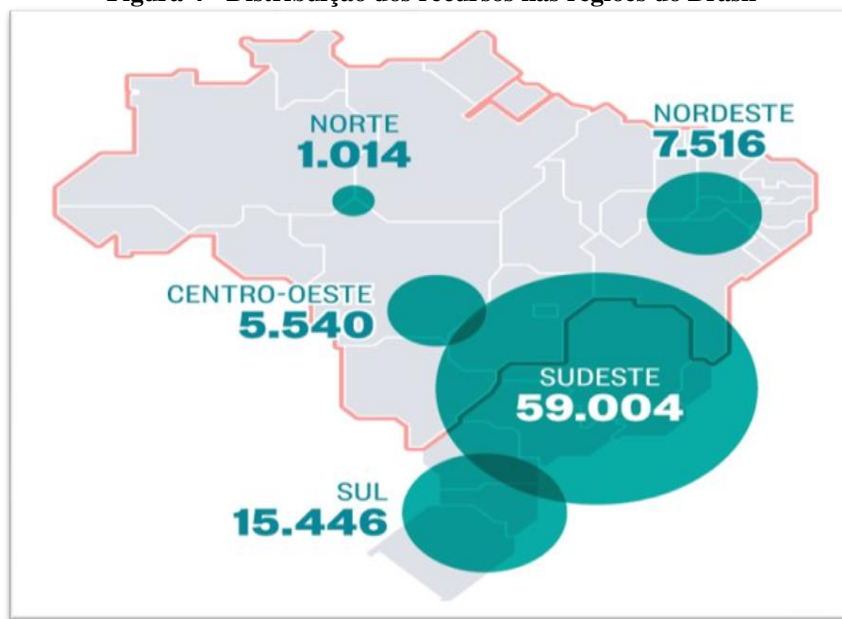 NORTE
1.014
NORDESTE
7.516
CENTRO-OESTE
5.540
SUDESTE
59.004
SUL
15.446